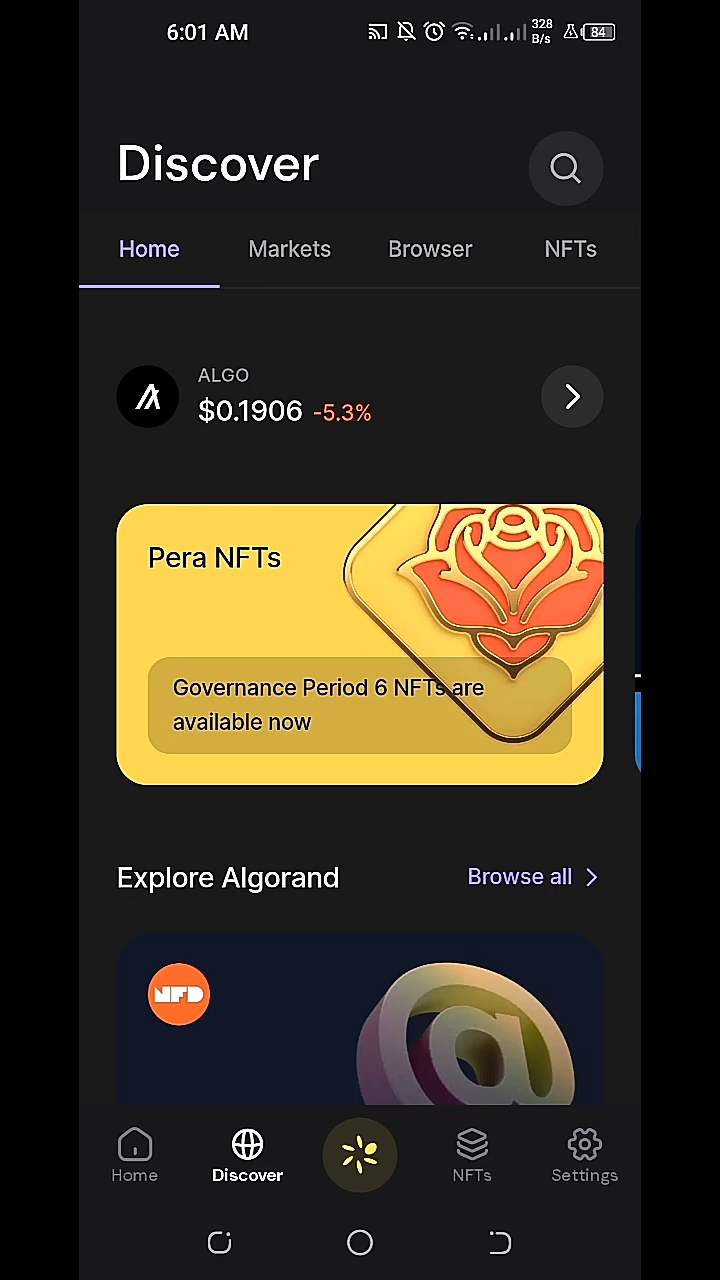 6:01 AM
328
B/s
84
Discover
Home Markets Browser NFTs
ALGO
$0.1906 -5.3%
Pera NFTs
Governance Period 6 NFTs are
available now
Explore Algorand
Browse all
NFD
@
Home Discover NFTs Settings